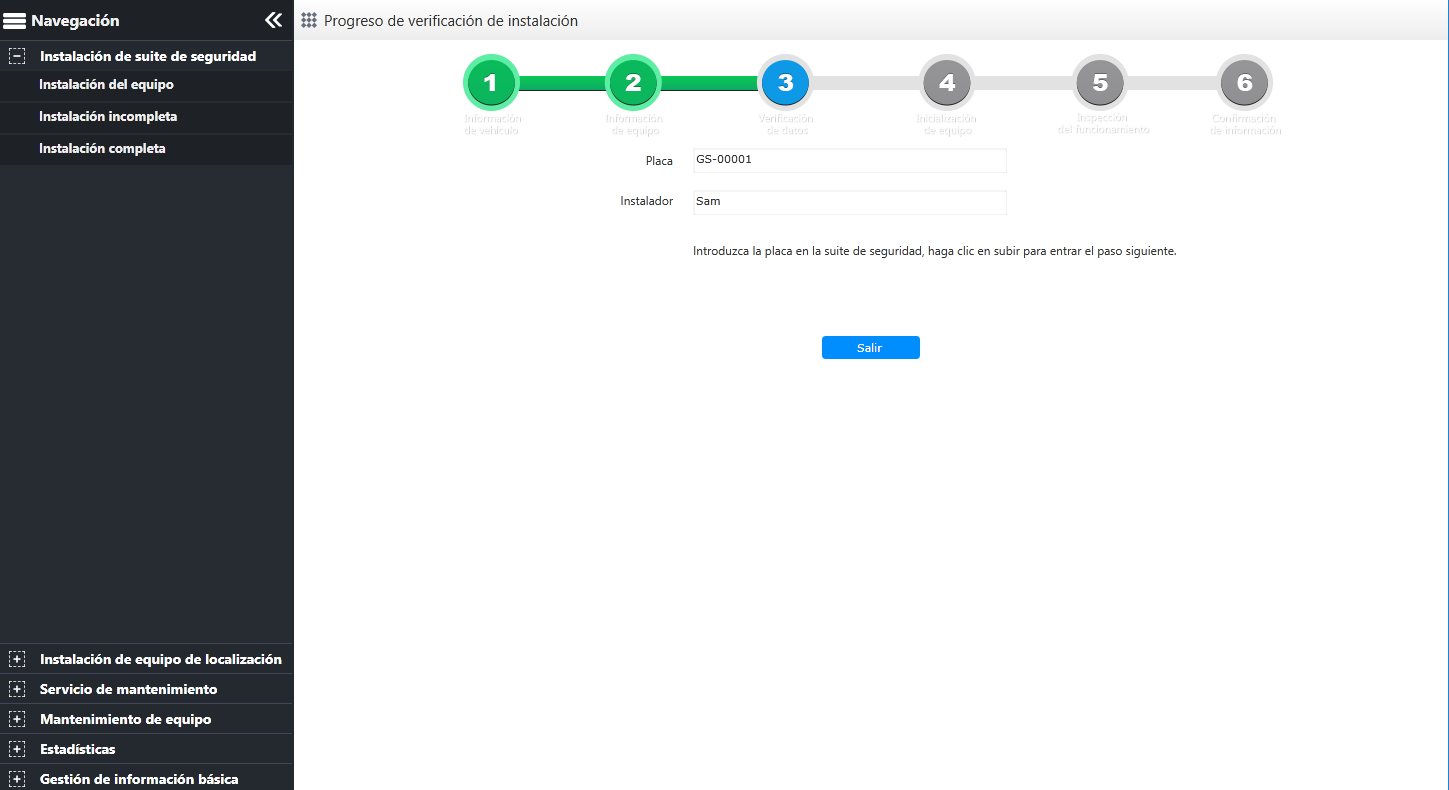 Navegación
Instalación de suite de seguridad
Instalación del equipo
Instalación incompleta
Instalación completa
Instalación de equipo de localización
Servicio de mantenimiento
Mantenimiento de equipo
Estadísticas
Gestión de información básica
Progreso de verificación de instalación
1 2 3 4 5 6
Información de vehículo
Información de equipo
Verificación de datos
Inicialización de equipo
Inspección del funcionamiento
Confirmación de información
Placa GS-00001
Instalador Sam
Introduzca la placa en la suite de seguridad, haga clic en subir para entrar el paso siguiente.
Salir